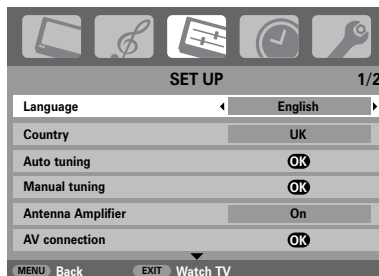 SET UP 1/2
Language English
Country UK
Auto tuning OK
Manual tuning OK
Antenna Amplifier On
AV connection OK
MENU Back EXIT Watch TV